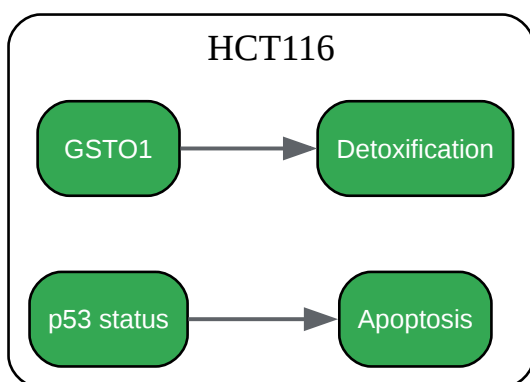 HCT116
GSTO1
Detoxification
p53 status
Apoptosis